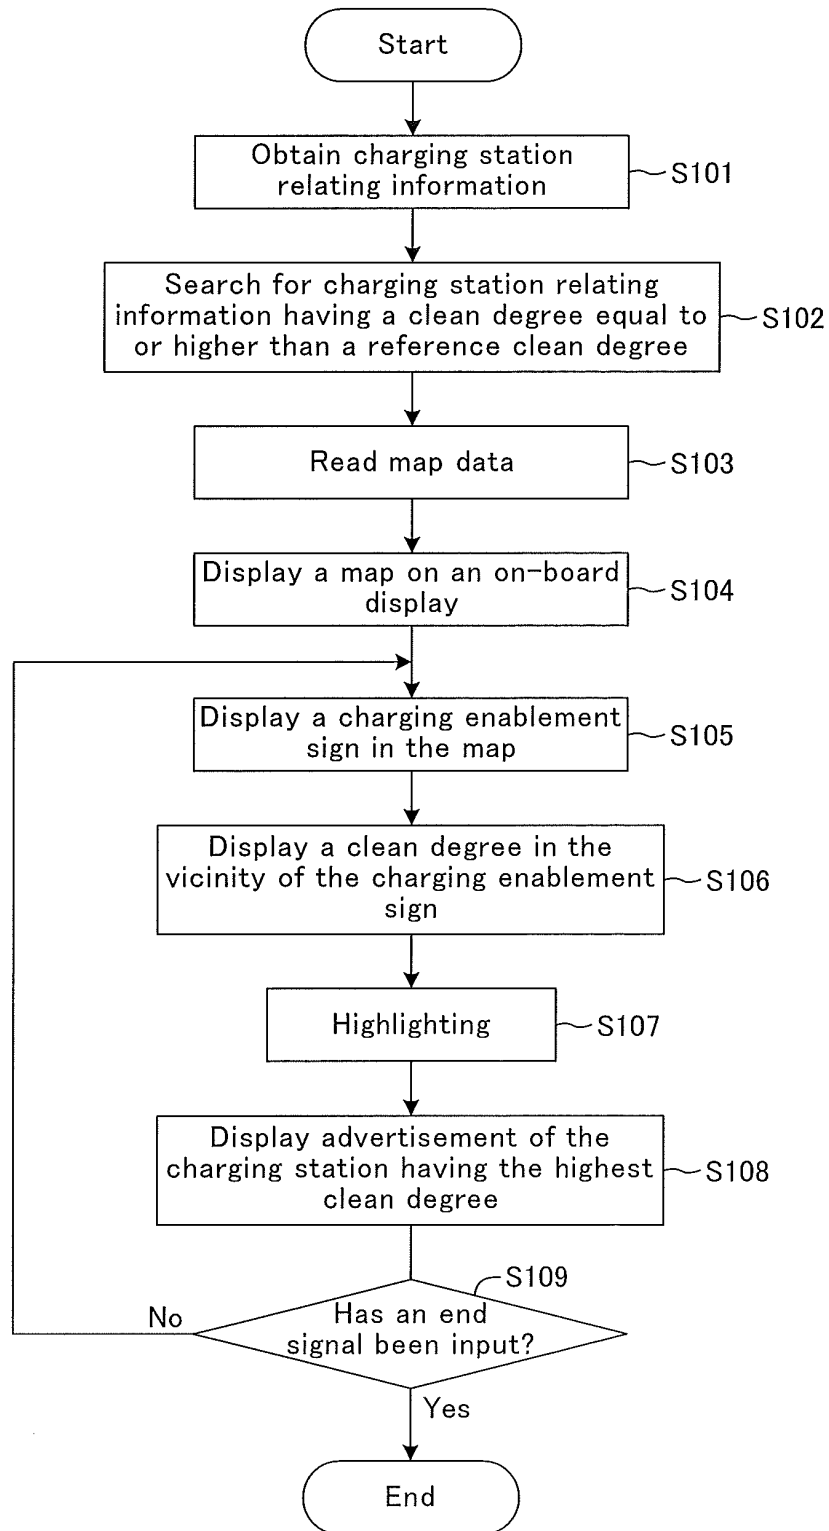 Start
Obtain charging station
relating information
S101
Search for charging station relating
information having a clean degree equal to
or higher than a reference clean degree
S102
Read map data
S103
Display a map on an on-board
display
S104
Display a charging enablement
sign in the map
S105
Display a clean degree in the
vicinity of the charging enablement
sign
S106
Highlighting
S107
Display advertisement of the
charging station having the highest
clean degree
S108
S109
Has an end
signal been input?
No
Yes
End